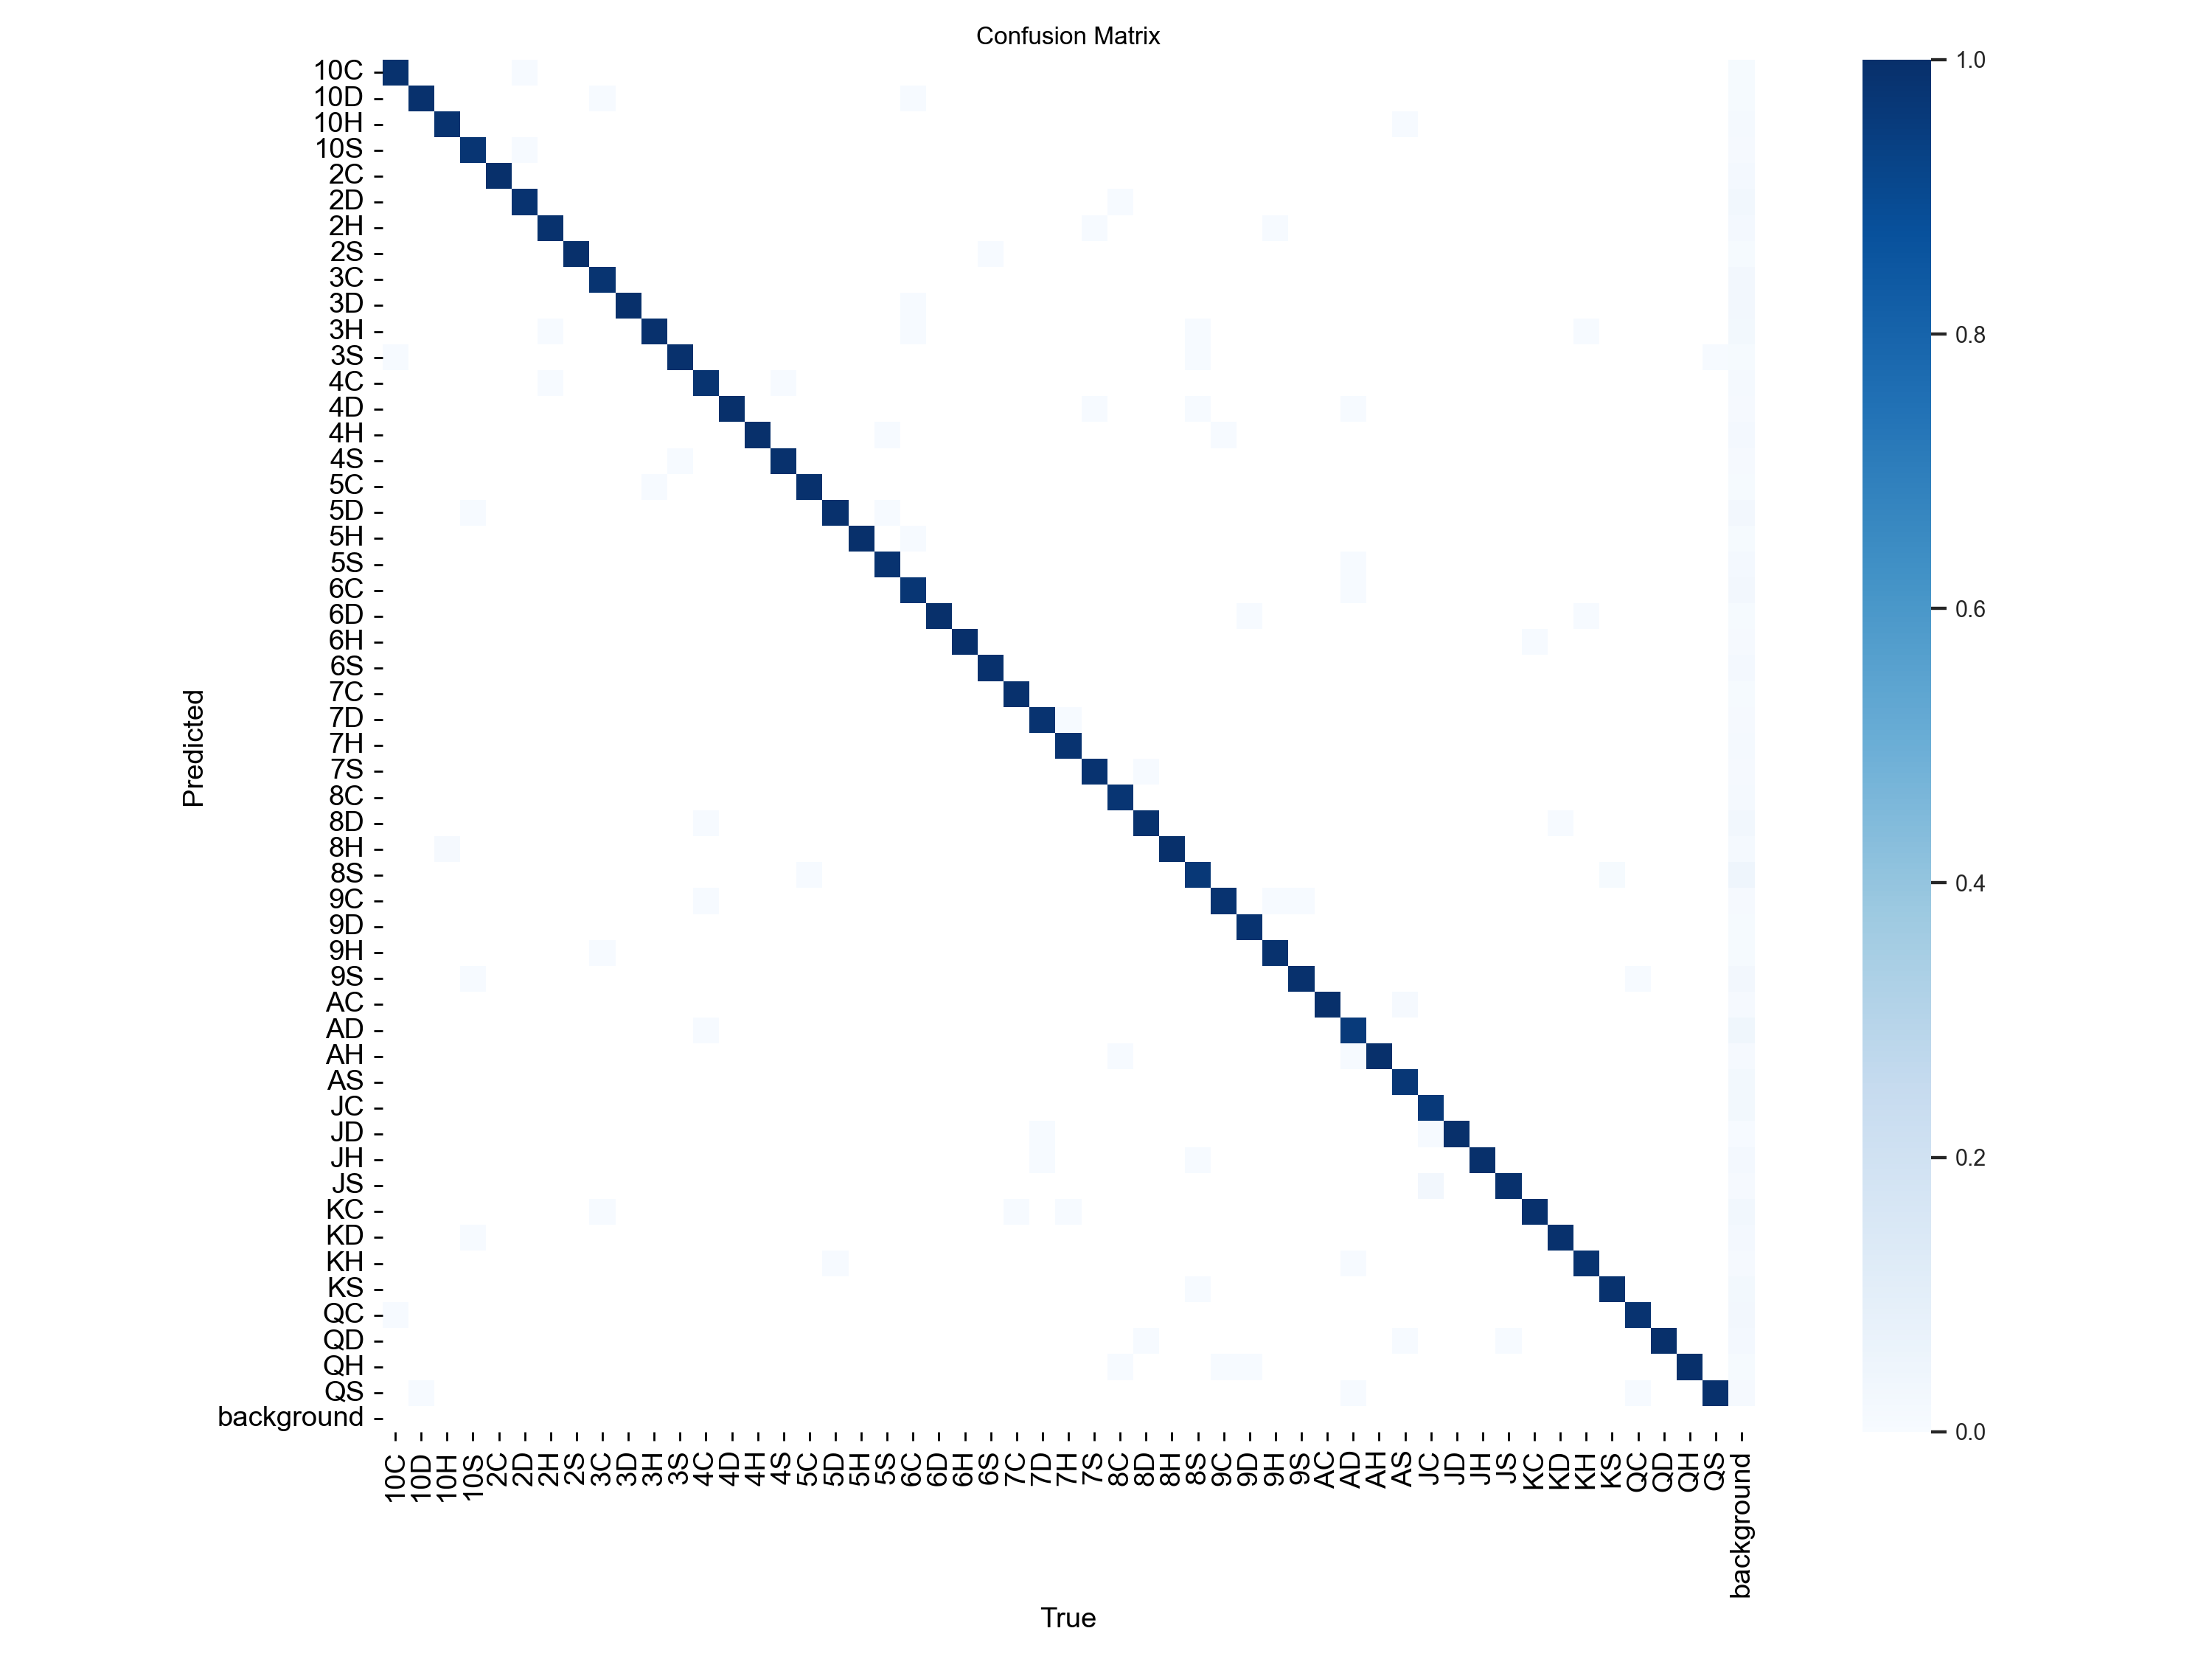 Confusion Matrix
10C
10D
10H
10S
2C
2D
2H
2S
3C
3D
3H
3S
4C
4D
4H
4S
5C
5D
5H
5S
6C
6D
6H
6S
7C
7D
7H
7S
8C
8D
8H
8S
9C
9D
9H
9S
AC
AD
AH
AS
JC
JD
JH
JS
KC
KD
KH
KS
QC
QD
QH
QS
background
Predicted
10C 10D 10H 10S 2C 2D 2H 2S 3C 3D 3H 3S 4C 4D 4H 4S 5C 5D 5H 5S 6C 6D 6H 6S 7C 7D 7H 7S 8C 8D 8H 8S 9C 9D 9H 9S AC AD AH AS JC JD JH JS KC KD KH KS QC QD QH QS background
True
1.0
0.8
0.6
0.4
0.2
0.0